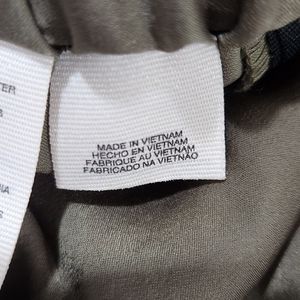 MADE IN VIETNAM
HECHO EN VIETNAM
FABRIQUE AU VIETNAM
FABRICADO NA VIETNÃO